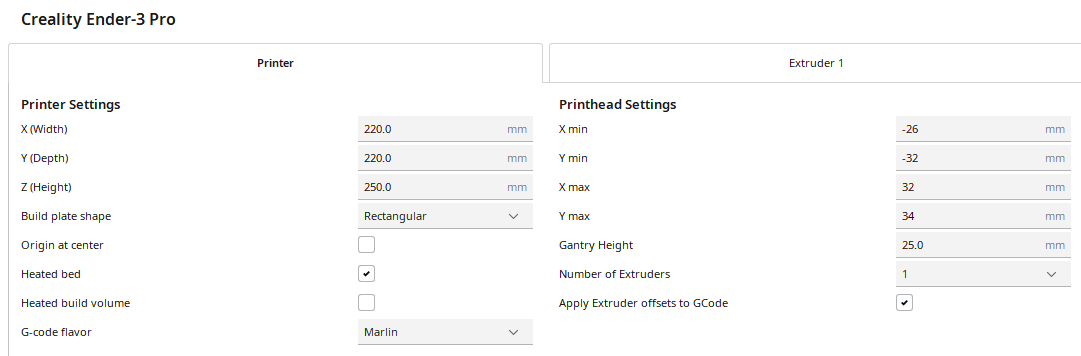 Creality Ender-3 Pro
Printer
Extruder 1
Printer Settings
X (Width) 220.0 mm
Y (Depth) 220.0 mm
Z (Height) 250.0 mm
Build plate shape Rectangular
Origin at center
Heated bed
Heated build volume
G-code flavor Marlin
Printhead Settings
X min -26 mm
Y min -32 mm
X max 32 mm
Y max 34 mm
Gantry Height 25.0 mm
Number of Extruders 1
Apply Extruder offsets to GCode